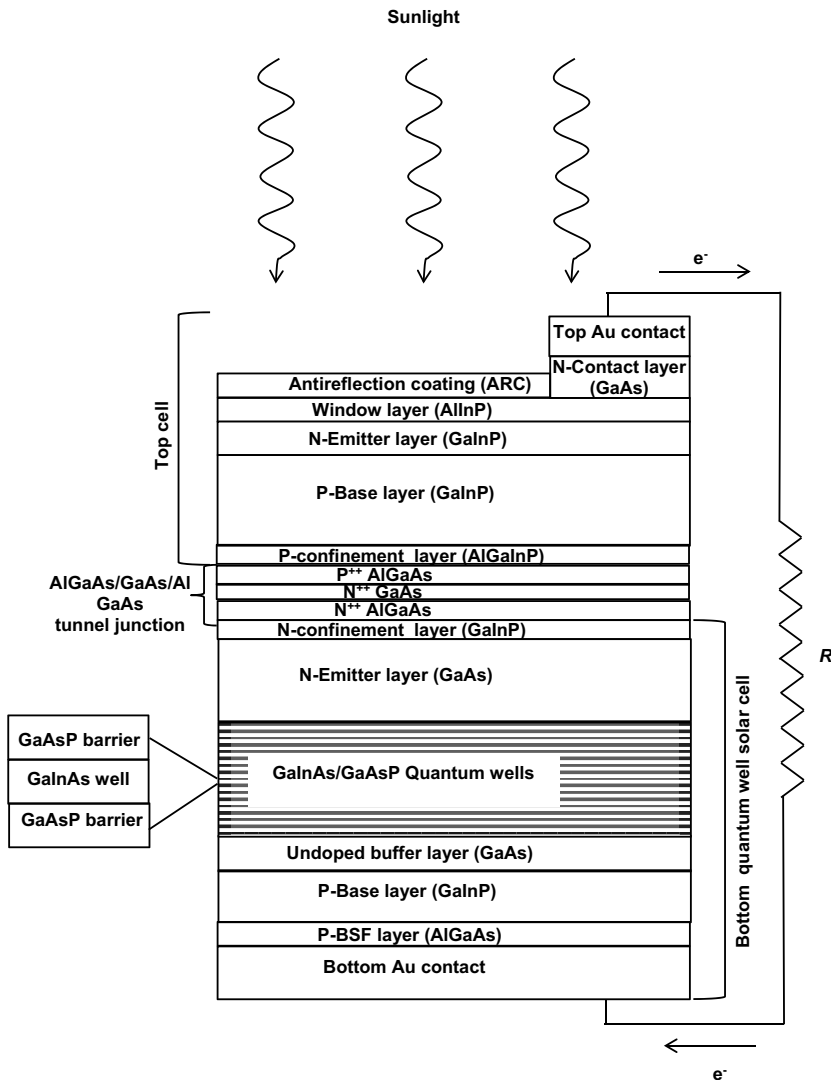 Sunlight
e-
Top Au contact
N-Contact layer
(GaAs)
Antireflection coating (ARC)
Window layer (AlInP)
N-Emitter layer (GaInP)
Top cell
P-Base layer (GaInP)
P-confinement layer (AlGaInP)
P++ AlGaAs
AlGaAs/GaAs/Al
GaAs
tunnel junction
N++ GaAs
N++ AlGaAs
N-confinement layer (GaInP)
N-Emitter layer (GaAs)
R
GaAsP barrier
GaInAs well
GaAsP barrier
GaInAs/GaAsP Quantum wells
Bottom quantum well solar cell
Undoped buffer layer (GaAs)
P-Base layer (GaInP)
P-BSF layer (AlGaAs)
Bottom Au contact
e-